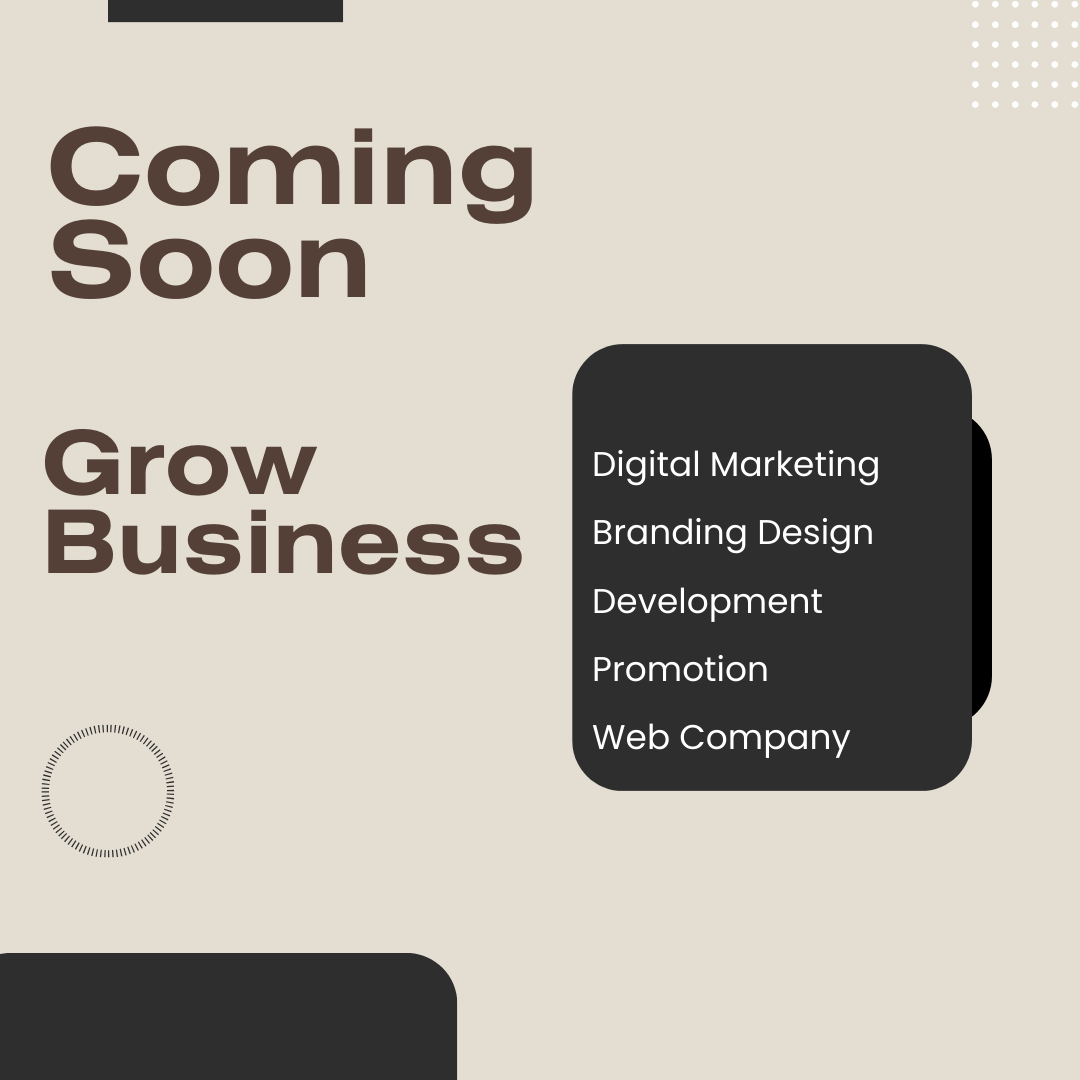 Coming
Soon
Grow
Business
Digital Marketing
Branding Design
Development
Promotion
Web Company